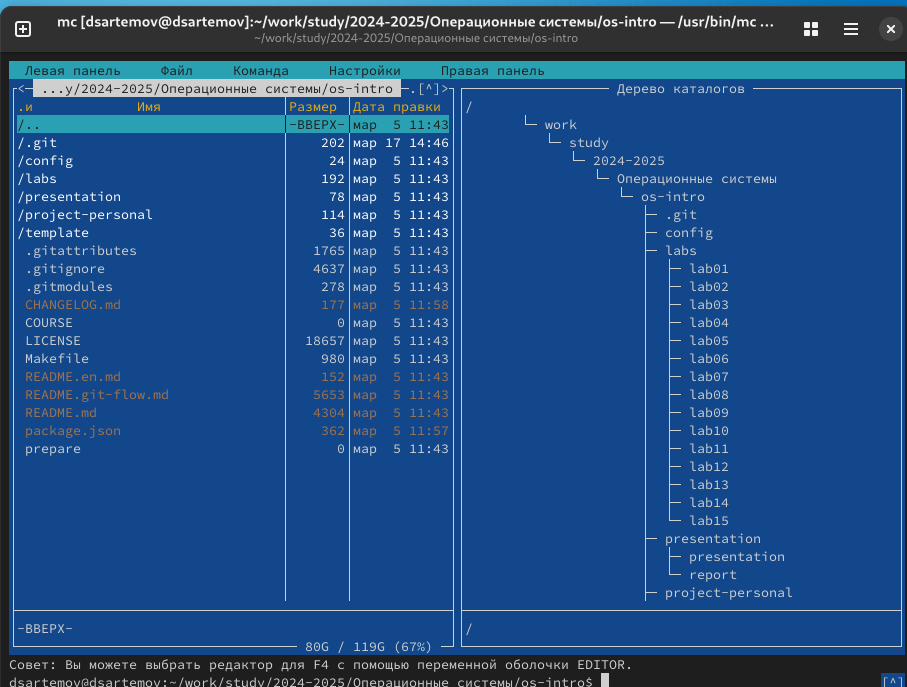 mc [dsartemov@dsartemov]:~/work/study/2024-2025/Операционные системы/os-intro — /usr/bin/mc ...
~/work/study/2024-2025/Операционные системы/os-intro
Левая панель Файл Команда Настройки Правая панель
<— ...y/2024-2025/Операционные системы/os-intro —.[^]>
.и Имя Размер Дата правки
/.. -ВВЕРХ- мар 5 11:43
/.git 202 мар 17 14:46
/config 24 мар 5 11:43
/labs 192 мар 5 11:43
/presentation 78 мар 5 11:43
/project-personal 114 мар 5 11:43
/template 36 мар 5 11:43
.gitattributes 1765 мар 5 11:43
.gitignore 4637 мар 5 11:43
.gitmodules 278 мар 5 11:43
CHANGELOG.md 177 мар 5 11:58
COURSE 0 мар 5 11:43
LICENSE 18657 мар 5 11:43
Makefile 980 мар 5 11:43
README.en.md 152 мар 5 11:43
README.git-flow.md 5653 мар 5 11:43
README.md 4304 мар 5 11:43
package.json 362 мар 5 11:57
prepare 0 мар 5 11:43
-ВВЕРХ-
80G / 119G (67%)
Дерево каталогов
/
work
study
2024-2025
Операционные системы
os-intro
.git
config
labs
lab01
lab02
lab03
lab04
lab05
lab06
lab07
lab08
lab09
lab10
lab11
lab12
lab13
lab14
lab15
presentation
presentation
report
project-personal
/
Совет: Вы можете выбрать редактор для F4 с помощью переменной оболочки EDITOR.
dsartemov@dsartemov:~/work/study/2024-2025/Операционные системы/os-intro$ [^]